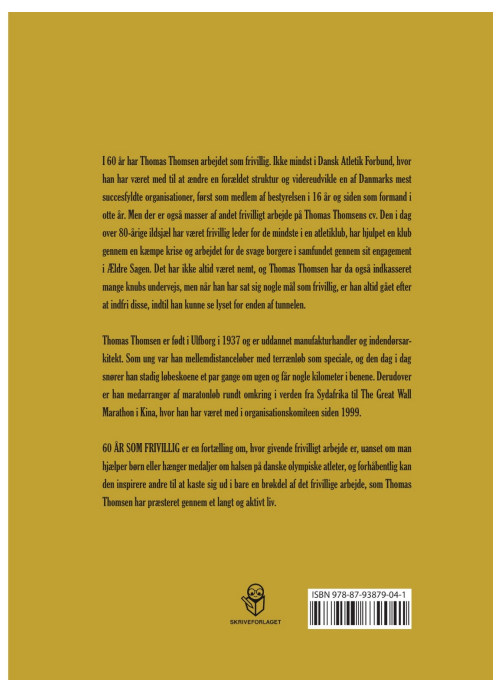 I 60 år har Thomas Thomsen arbejdet som frivillig. Ikke mindst i Dansk Atletik Forbund, hvor
han har været med til at ændre en forældet struktur og videreudvikle en af Danmarks mest
succesfyldte organisationer, først som medlem af bestyrelsen i 16 år og siden som formand i
otte år. Men der er også masser af andet frivilligt arbejde på Thomas Thomsens cv. Den i dag
over 80-årige ildsjæl har været frivillig leder for de mindste i en atletiklub, har hjulpet en klub
gennem en kæmpe krise og arbejdet for de svage borgere i samfundet gennem sit engagement
i Ældre Sagen. Det har ikke altid været nemt, og Thomas Thomsen har da også indkasseret
mange knubs undervejs, men når han har sat sig nogle mål som frivillig, er han altid gået efter
at indfri disse, indtil han kunne se lyset for enden af tunnelen.
Thomas Thomsen er født i Ulfborg i 1937 og er uddannet manufakturhandler og indendørsar-
kitekt. Som ung var han mellemdistanceløber med terrænløb som speciale, og den dag i dag
snører han stadig løbeskoene et par gange om ugen og får nogle kilometer i benene. Derudover
er han medarrangør af maratonløb rundt omkring i verden fra Sydafrika til The Great Wall
Marathon i Kina, hvor han har været med i organisationskomiteen siden 1999.
60 ÅR SOM FRIVILLIG er en fortælling om, hvor givende frivilligt arbejde er, uanset om man
hjælper børn eller hænger medaljer om halsen på danske olympiske atleter, og forhåbentlig kan
den inspirere andre til at kaste sig ud i bare en brøkdel af det frivillige arbejde, som Thomas
Thomsen har præsteret gennem et langt og aktivt liv.
SKRIVEFORLAGET
ISBN 978-87-93879-04-1